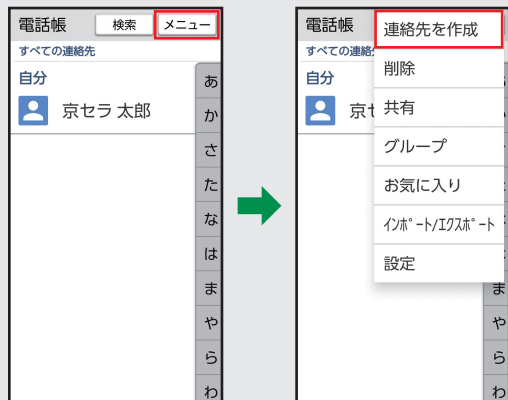 電話帳 検索 メニュー
すべての連絡先
自分
京セラ 太郎
あ
か
さ
た
な
は
ま
や
ら
わ
電話帳
すべての連絡
自分
京
連絡先を作成
削除
共有
グループ
お気に入り
インポート/エクスポート
設定
ま
や
ら
わ